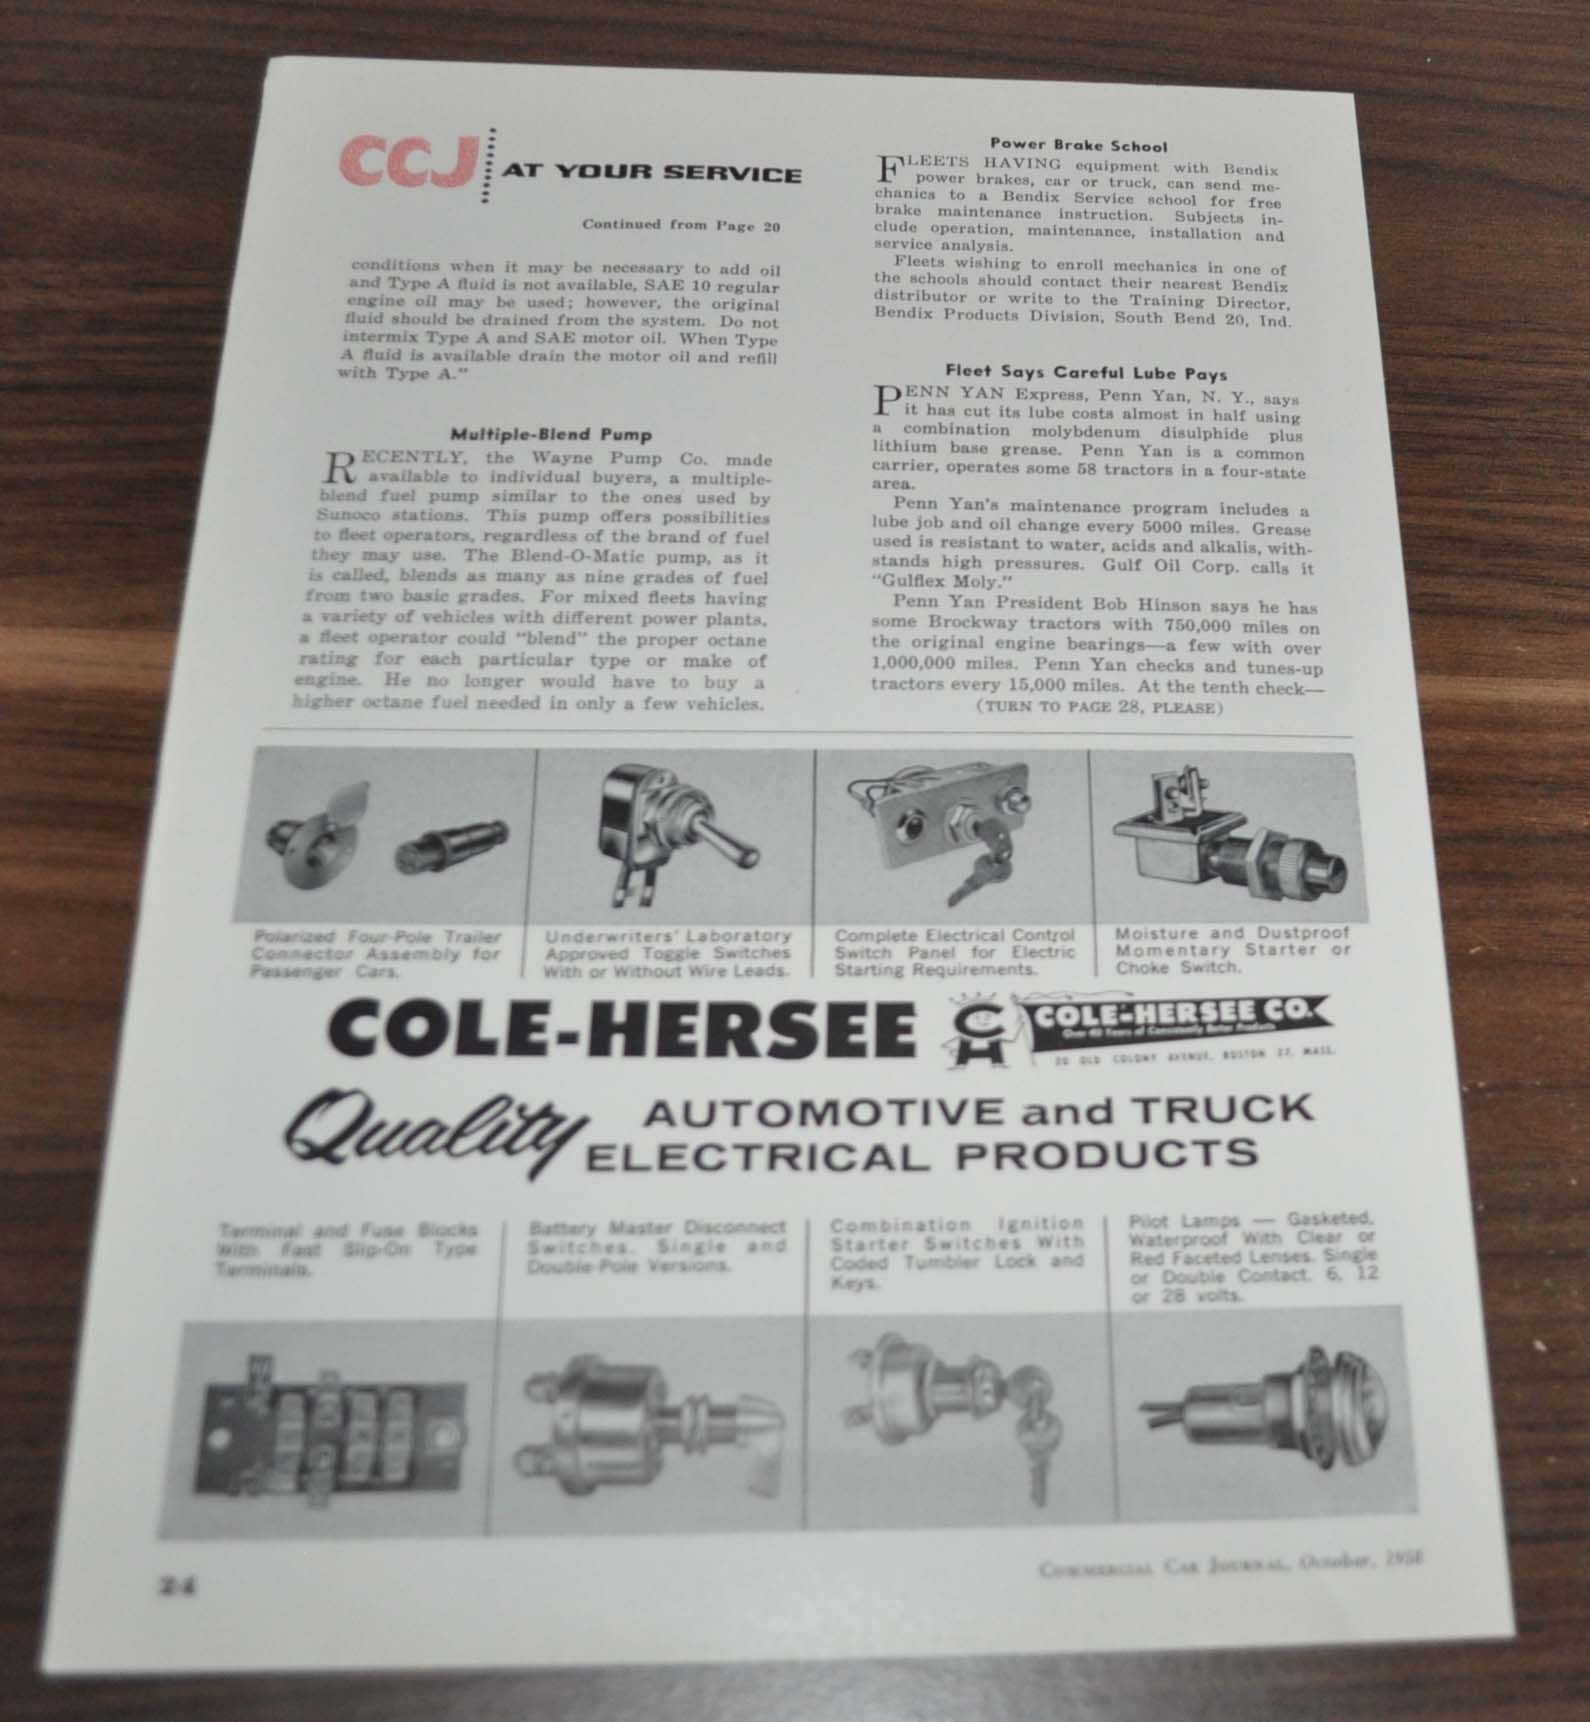 CCJ AT YOUR SERVICE
Continued from Page 20
conditions when it may be necessary to add oil
and Type A fluid is not available, SAE 10 regular
engine oil may be used; however, the original
fluid should be drained from the system. Do not
intermix Type A and SAE motor oil. When Type
A fluid is available drain the motor oil and refill
with Type A."
Multiple-Blend Pump
RECENTLY, the Wayne Pump Co. made
available to individual buyers, a multiple-
blend fuel pump similar to the ones used by
Sunoco stations. This pump offers possibilities
to fleet operators, regardless of the brand of fuel
they may use. The Blend-O-Matic pump, as it
is called, blends as many as nine grades of fuel
from two basic grades. For mixed fleets having
a variety of vehicles with different power plants,
a fleet operator could "blend" the proper octane
rating for each particular type or make of
engine. He no longer would have to buy a
higher octane fuel needed in only a few vehicles.
Power Brake School
FLEETS HAVING equipment with Bendix
power brakes, car or truck, can send me-
chanics to a Bendix Service school for free
brake maintenance instruction. Subjects in-
clude operation, maintenance, installation and
service analysis.
Fleets wishing to enroll mechanics in one of
the schools should contact their nearest Bendix
distributor or write to the Training Director,
Bendix Products Division, South Bend 20, Ind.
Fleet Says Careful Lube Pays
PENN YAN Express, Penn Yan, N. Y., says
it has cut its lube costs almost in half using
a combination molybdenum disulphide plus
lithium base grease. Penn Yan is a common
carrier, operates some 58 tractors in a four-state
area.
Penn Yan's maintenance program includes a
lube job and oil change every 5000 miles. Grease
used is resistant to water, acids and alkalis, with-
stands high pressures. Gulf Oil Corp. calls it
"Gulflex Moly."
Penn Yan President Bob Hinson says he has
some Brockway tractors with 750,000 miles on
the original engine bearings—a few with over
1,000,000 miles. Penn Yan checks and tunes-up
tractors every 15,000 miles. At the tenth check—
(TURN TO PAGE 28, PLEASE)
Polarized Four-Pole Trailer
Connector Assembly for
Passenger Cars.
Underwriters' Laboratory
Approved Toggle Switches
With or Without Wire Leads.
Complete Electrical Control
Switch Panel for Electric
Starting Requirements.
Moisture and Dustproof
Momentary Starter or
Choke Switch.
COLE-HERSEE
CH
COLE-HERSEE CO.
Over 40 Years of Consistently Better Products
20 OLD COLONY AVENUE, BOSTON 27, MASS.
Quality AUTOMOTIVE and TRUCK
ELECTRICAL PRODUCTS
Terminal and Fuse Blocks
With Fast Slip-On Type
Terminals.
Battery Master Disconnect
Switches. Single and
Double-Pole Versions.
Combination Ignition
Starter Switches With
Coded Tumbler Lock and
Keys.
Pilot Lamps — Gasketed,
Waterproof With Clear or
Red Faceted Lenses. Single
or Double Contact. 6, 12
or 28 volts.
24
COMMERCIAL CAR JOURNAL, October, 1958